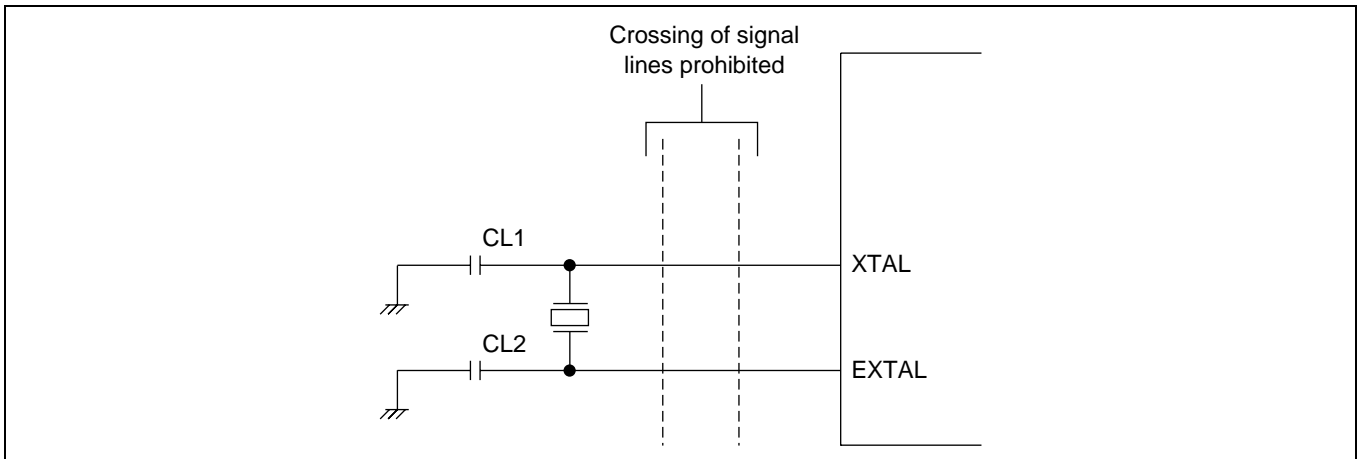 Crossing of signal
lines prohibited
CL1
XTAL
CL2
EXTAL